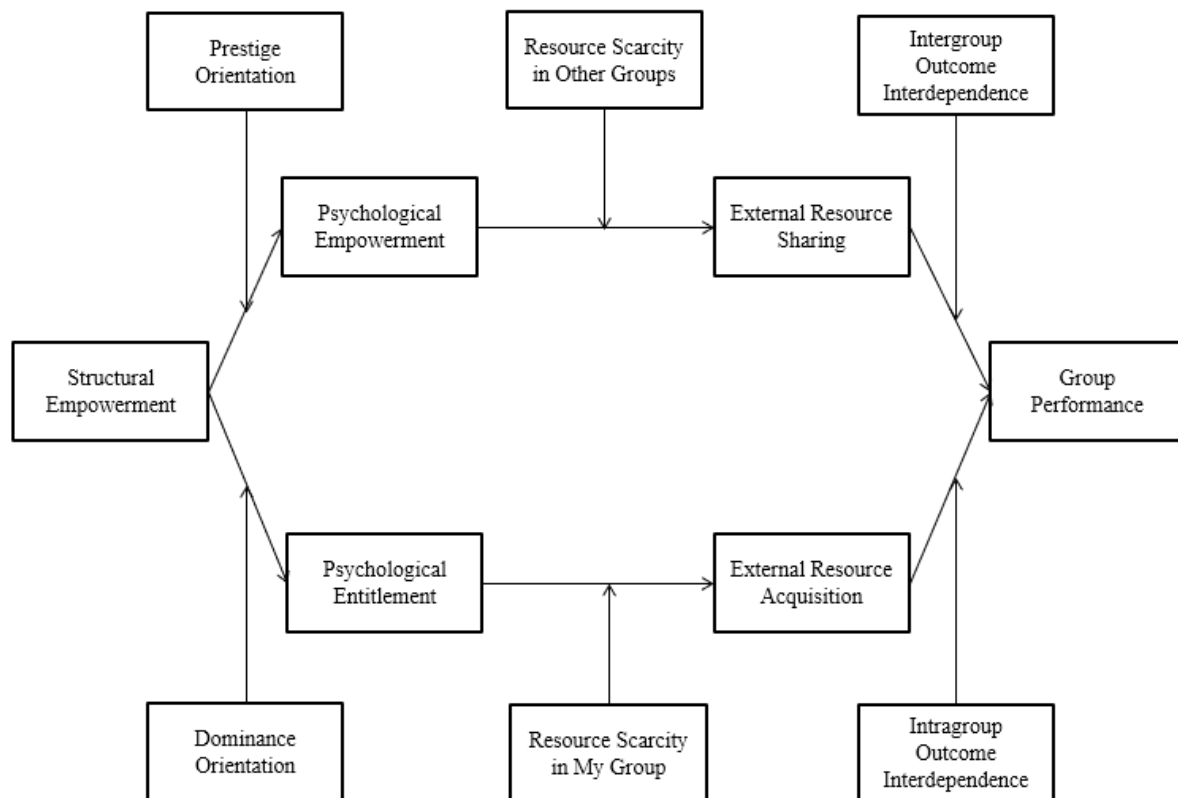 Prestige
Orientation
Resource Scarcity
in Other Groups
Intergroup
Outcome
Interdependence
Psychological
Empowerment
External Resource
Sharing
Structural
Empowerment
Group
Performance
Psychological
Entitlement
External Resource
Acquisition
Dominance
Orientation
Resource Scarcity
in My Group
Intragroup
Outcome
Interdependence